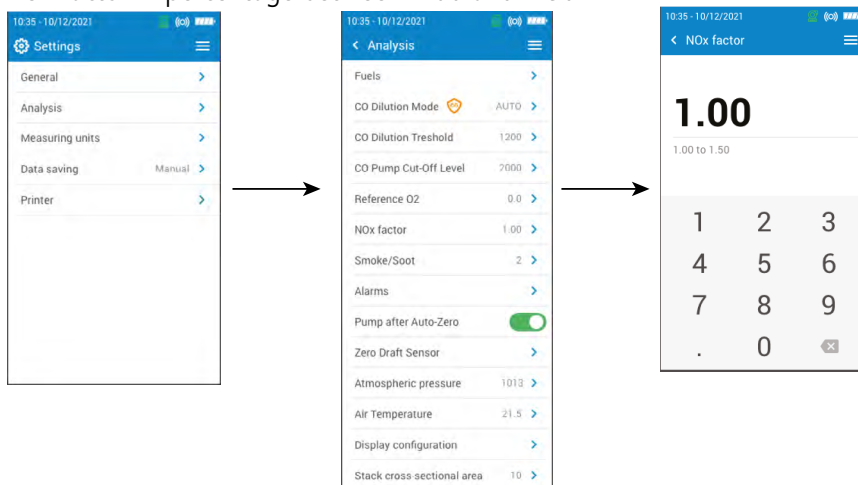 10:35 - 10/12/2021
Settings
General
Analysis
Measuring units
Data saving Manual
Printer
10:35 - 10/12/2021
Analysis
Fuels
CO Dilution Mode AUTO
CO Dilution Treshold 1200
CO Pump Cut-Off Level 2000
Reference O2 0.0
NOx factor 1.00
Smoke/Soot 2
Alarms
Pump after Auto-Zero
Zero Draft Sensor
Atmospheric pressure 1013
Air Temperature 21.5
Display configuration
Stack cross sectional area 10
10:35 - 10/12/2021
NOx factor
1.00
1.00 to 1.50
1 2 3
4 5 6
7 8 9
. 0